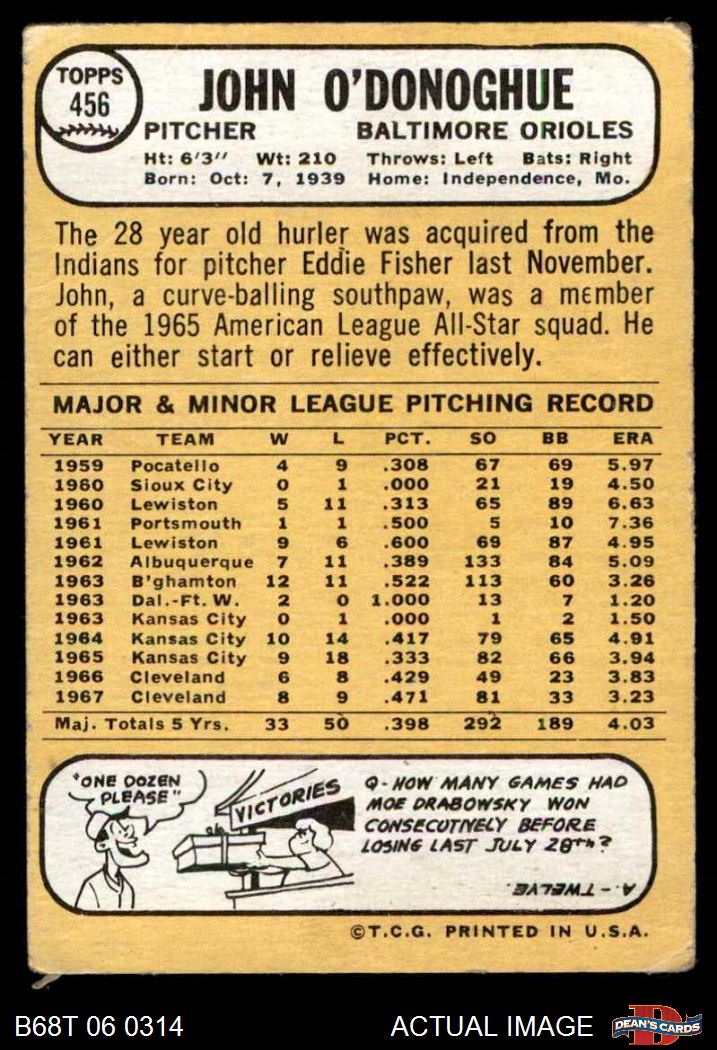 TOPPS
456
JOHN O'DONOGHUE
PITCHER BALTIMORE ORIOLES
Ht: 6'3" Wt: 210 Throws: Left Bats: Right
Born: Oct: 7, 1939 Home: Independence, Mo.
The 28 year old hurler was acquired from the
Indians for pitcher Eddie Fisher last November.
John, a curve-balling southpaw, was a member
of the 1965 American League All-Star squad. He
can either start or relieve effectively.
MAJOR & MINOR LEAGUE PITCHING RECORD
YEAR TEAM W L PCT. SO BB ERA
1959 Pocatello 4 9 .308 67 69 5.97
1960 Sioux City 0 1 .000 21 19 4.50
1960 Lewiston 5 11 .313 65 89 6.63
1961 Portsmouth 1 1 .500 5 10 7.36
1961 Lewiston 9 6 .600 69 87 4.95
1962 Albuquerque 7 11 .389 133 84 5.09
1963 B'ghamton 12 11 .522 113 60 3.26
1963 Dal.-Ft. W. 2 0 1.000 13 7 1.20
1963 Kansas City 0 1 .000 1 2 1.50
1964 Kansas City 10 14 .417 79 65 4.91
1965 Kansas City 9 18 .333 82 66 3.94
1966 Cleveland 6 8 .429 49 23 3.83
1967 Cleveland 8 9 .471 81 33 3.23
Maj. Totals 5 Yrs. 33 50 .398 292 189 4.03
"ONE DOZEN
PLEASE"
VICTORIES
Q- HOW MANY GAMES HAD
MOE DRABOWSKY WON
CONSECUTIVELY BEFORE
LOSING LAST JULY 28TH?
A.- TWELVE.
©T.C.G. PRINTED IN U.S.A.
B68T 06 0314 ACTUAL IMAGE
D
DEAN'S CARDS